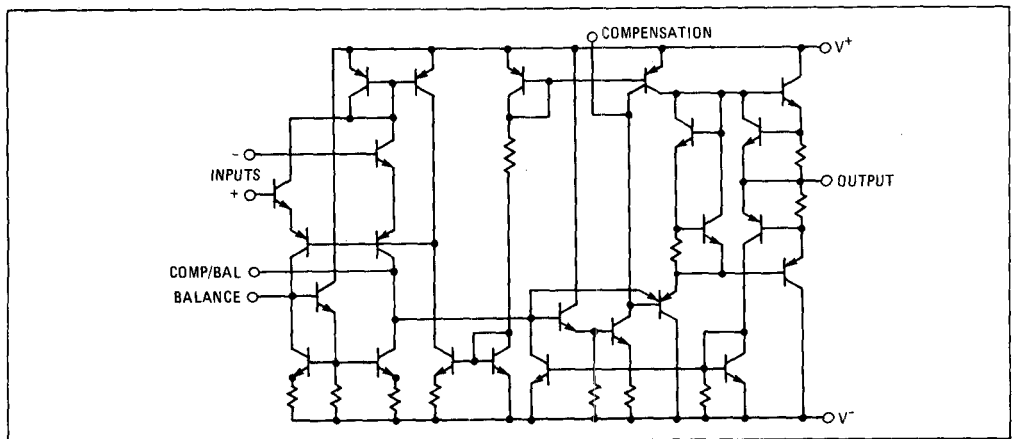 COMPENSATION
V+
-
INPUTS
+
OUTPUT
COMP/BAL
BALANCE
V-